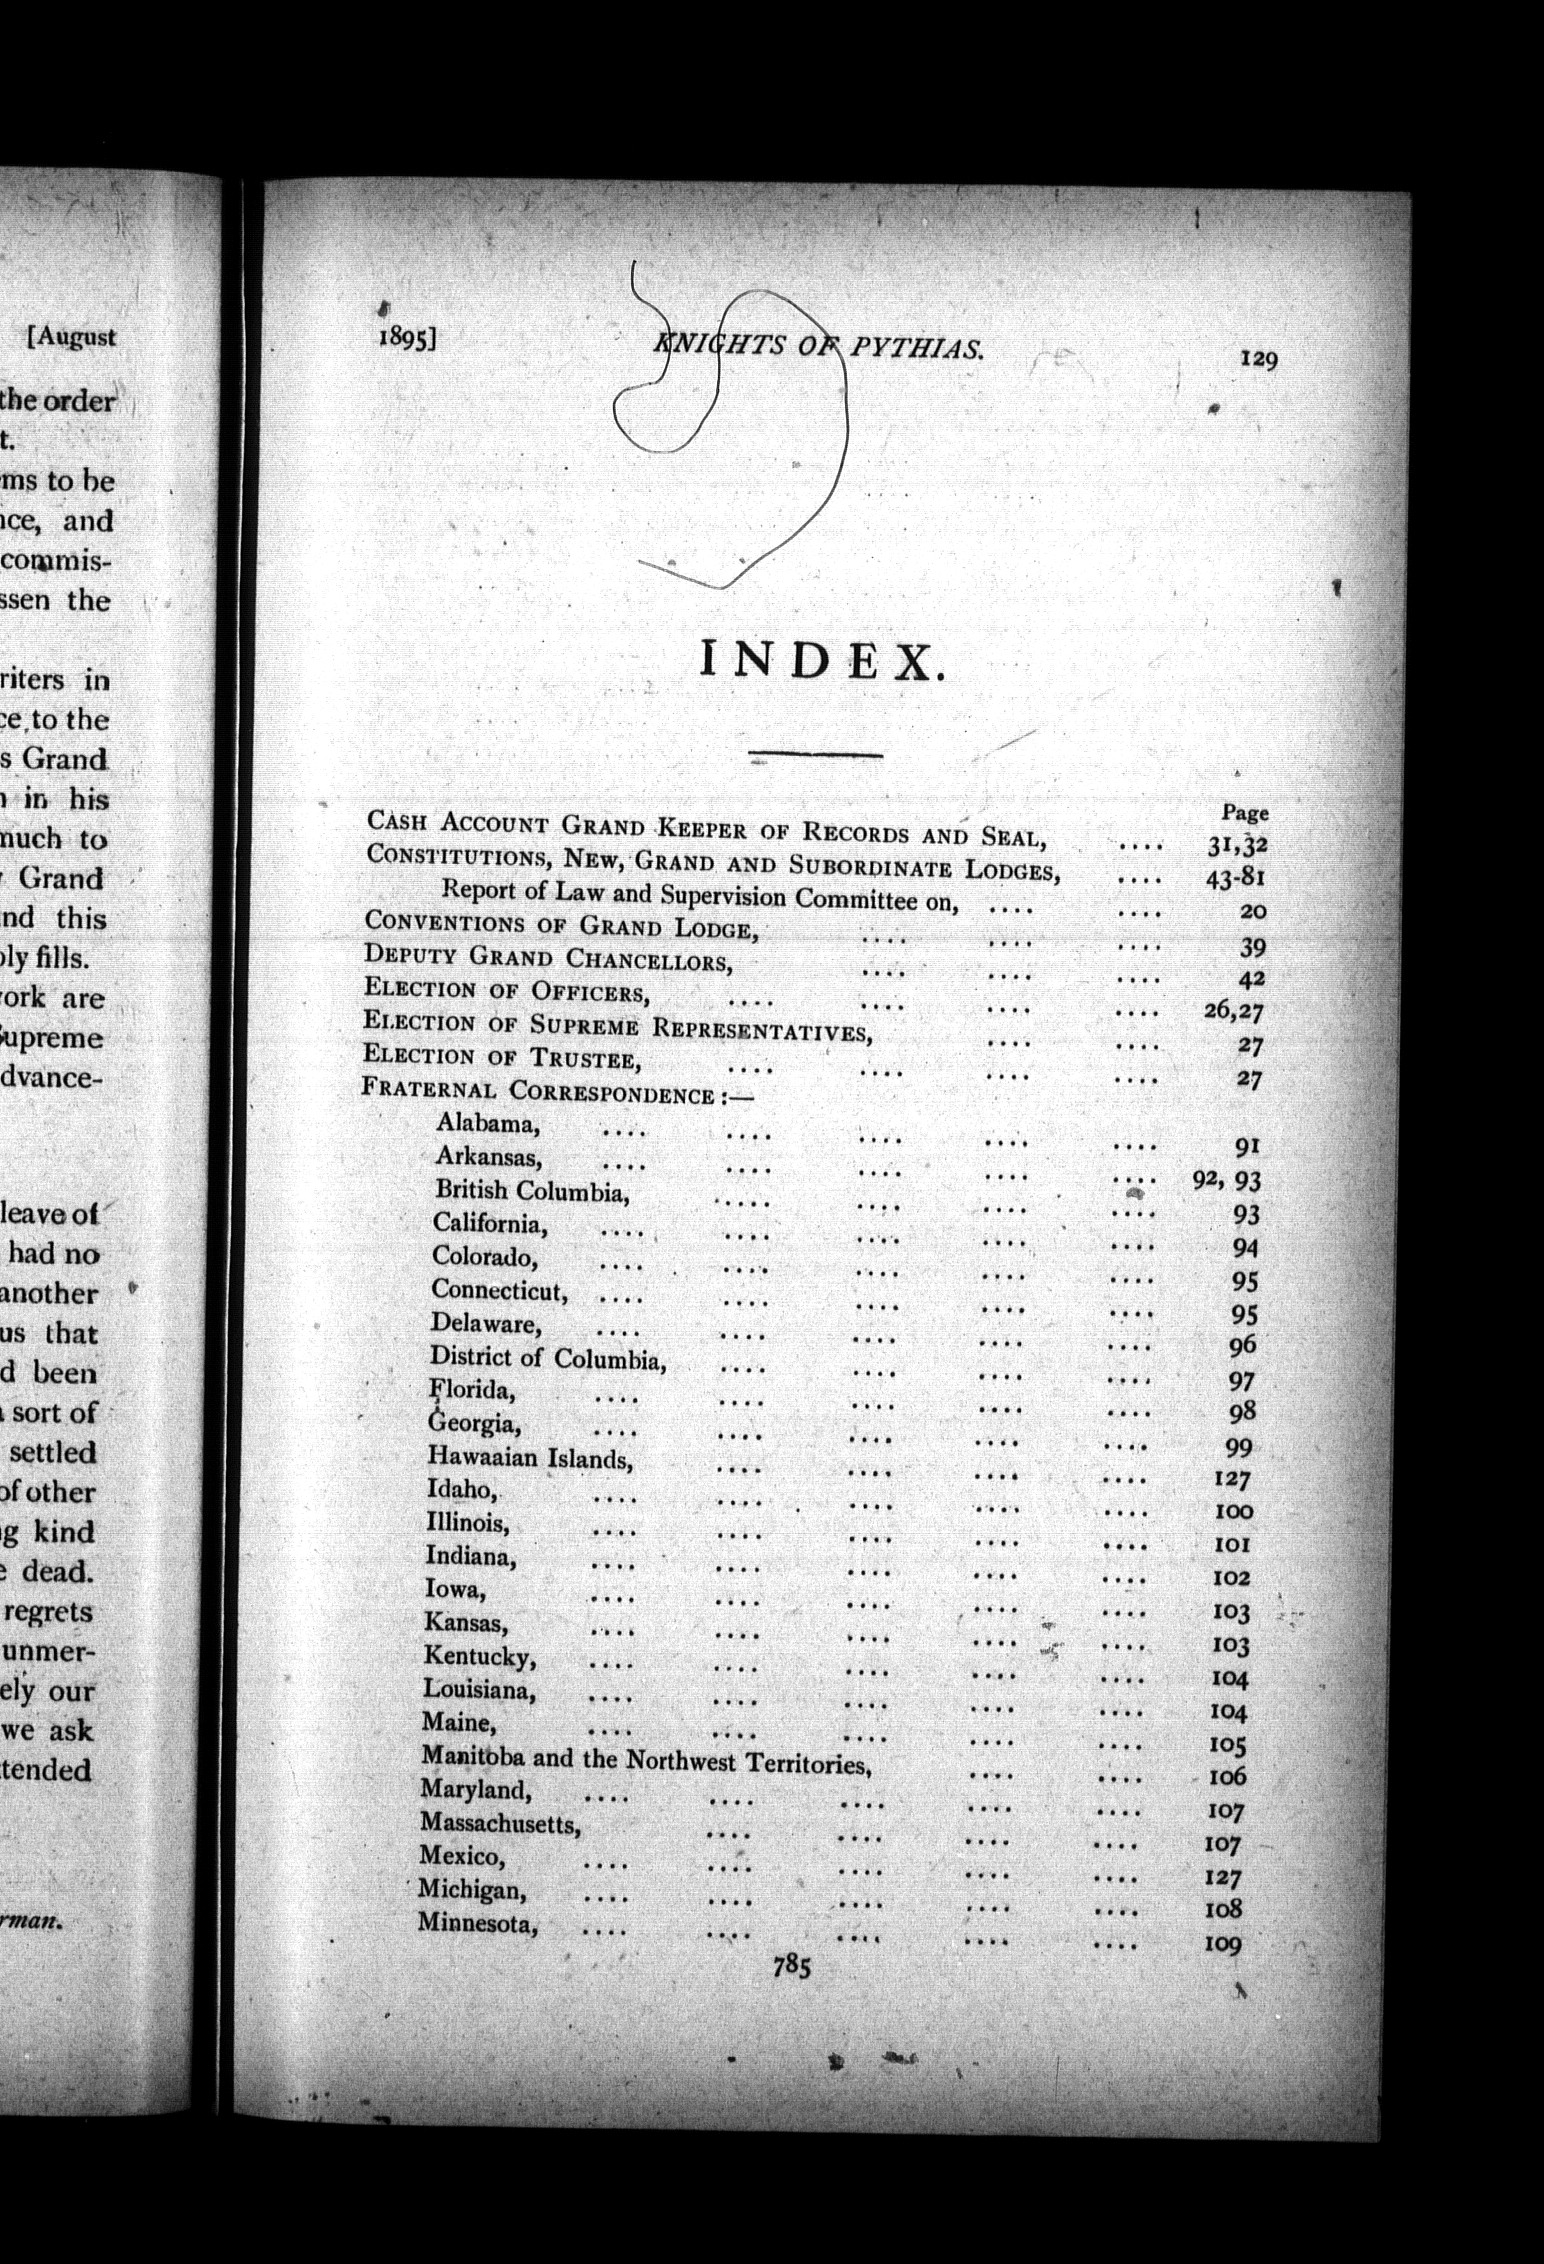 [August
the order
t.
ms to be
nce, and
commis-
ssen the
riters in
ce to the
s Grand
n in his
much to
Grand
nd this
ply fills.
work are
Supreme
dvance-
leave of
had no
another
us that
d been
sort of
settled
of other
ng kind
e dead.
regrets
unmer-
ely our
we ask
tended
rman.
1895] KNIGHTS OF PYTHIAS. 129
INDEX.
Page
CASH ACCOUNT GRAND KEEPER OF RECORDS AND SEAL, .... 31,32
CONSTITUTIONS, NEW, GRAND AND SUBORDINATE LODGES, .... 43-81
Report of Law and Supervision Committee on, .... .... 20
CONVENTIONS OF GRAND LODGE, .... .... .... 39
DEPUTY GRAND CHANCELLORS, .... .... .... 42
ELECTION OF OFFICERS, .... .... .... .... 26,27
ELECTION OF SUPREME REPRESENTATIVES, .... .... 27
ELECTION OF TRUSTEE, .... .... .... .... 27
FRATERNAL CORRESPONDENCE :—
Alabama, .... .... .... .... .... 91
Arkansas, .... .... .... .... .... 92, 93
British Columbia, ..... .... .... .... 93
California, .... .... .... .... .... 94
Colorado, .... .... .... .... .... 95
Connecticut, .... .... .... .... .... 95
Delaware, .... .... .... .... .... 96
District of Columbia, .... .... .... .... 97
Florida, .... .... .... .... .... 98
Georgia, .... .... .... .... .... 99
Hawaaian Islands, .... .... .... .... 127
Idaho, .... .... .... .... .... 100
Illinois, .... .... .... .... .... 101
Indiana, .... .... .... .... .... 102
Iowa, .... .... .... .... .... 103
Kansas, .... .... .... .... .... 103
Kentucky, .... .... .... .... .... 104
Louisiana, .... .... .... .... .... 104
Maine, .... .... .... .... .... 105
Manitoba and the Northwest Territories, .... .... 106
Maryland, .... .... .... .... .... 107
Massachusetts, .... .... .... .... 107
Mexico, .... .... .... .... .... 127
Michigan, .... .... .... .... .... 108
Minnesota, .... .... .... .... .... 109
785